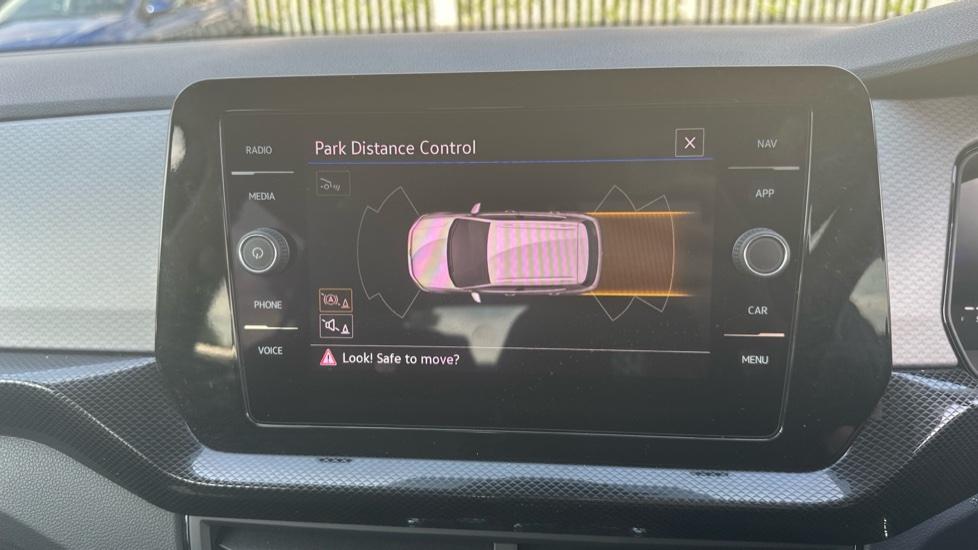 Park Distance Control
RADIO
MEDIA
PHONE
VOICE
NAV
APP
CAR
MENU
Look! Safe to move?